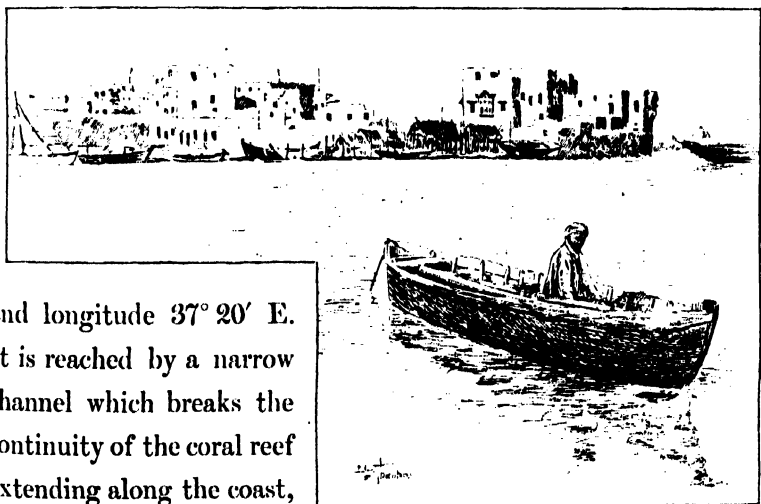 nd longitude 37° 20′ E.
t is reached by a narrow
hannel which breaks the
ontinuity of the coral reef
xtending along the coast,